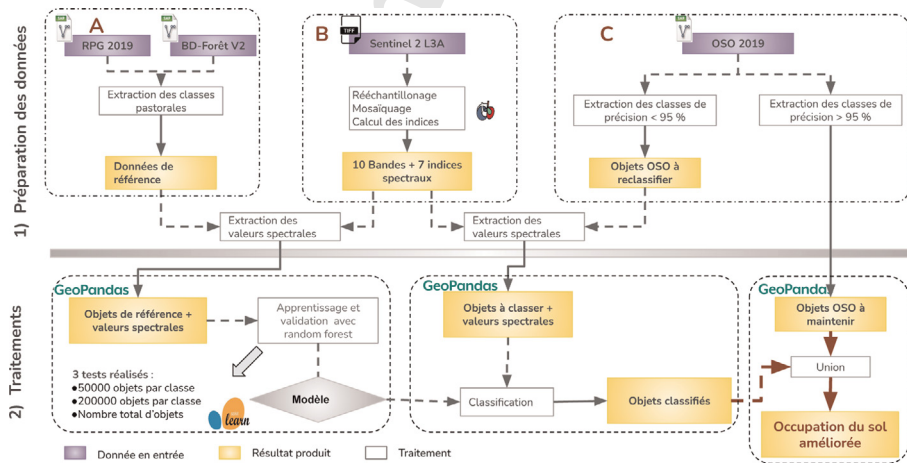 A
RPG 2019
BD-Forêt V2
Extraction des classes
pastorales
Données de
référence
B
TIFF
Sentinel 2 L3A
Rééchantillonage
Mosaïquage
Calcul des indices
10 Bandes + 7 indices
spectraux
C
OSO 2019
Extraction des classes de
précision < 95 %
Extraction des classes de
précision > 95 %
Objets OSO à
reclassifier
1) Préparation des données
Extraction des
valeurs spectrales
Extraction des
valeurs spectrales
2) Traitements
GeoPandas
Objets de référence +
valeurs spectrales
Apprentissage et
validation avec
random forest
3 tests réalisés :
●50000 objets par classe
●200000 objets par classe
●Nombre total d'objets
learn
Modèle
GeoPandas
Objets à classer +
valeurs spectrales
Classification
Objets classifiés
GeoPandas
Objets OSO à
maintenir
Union
Occupation du sol
améliorée
Donnée en entrée
Résultat produit
Traitement